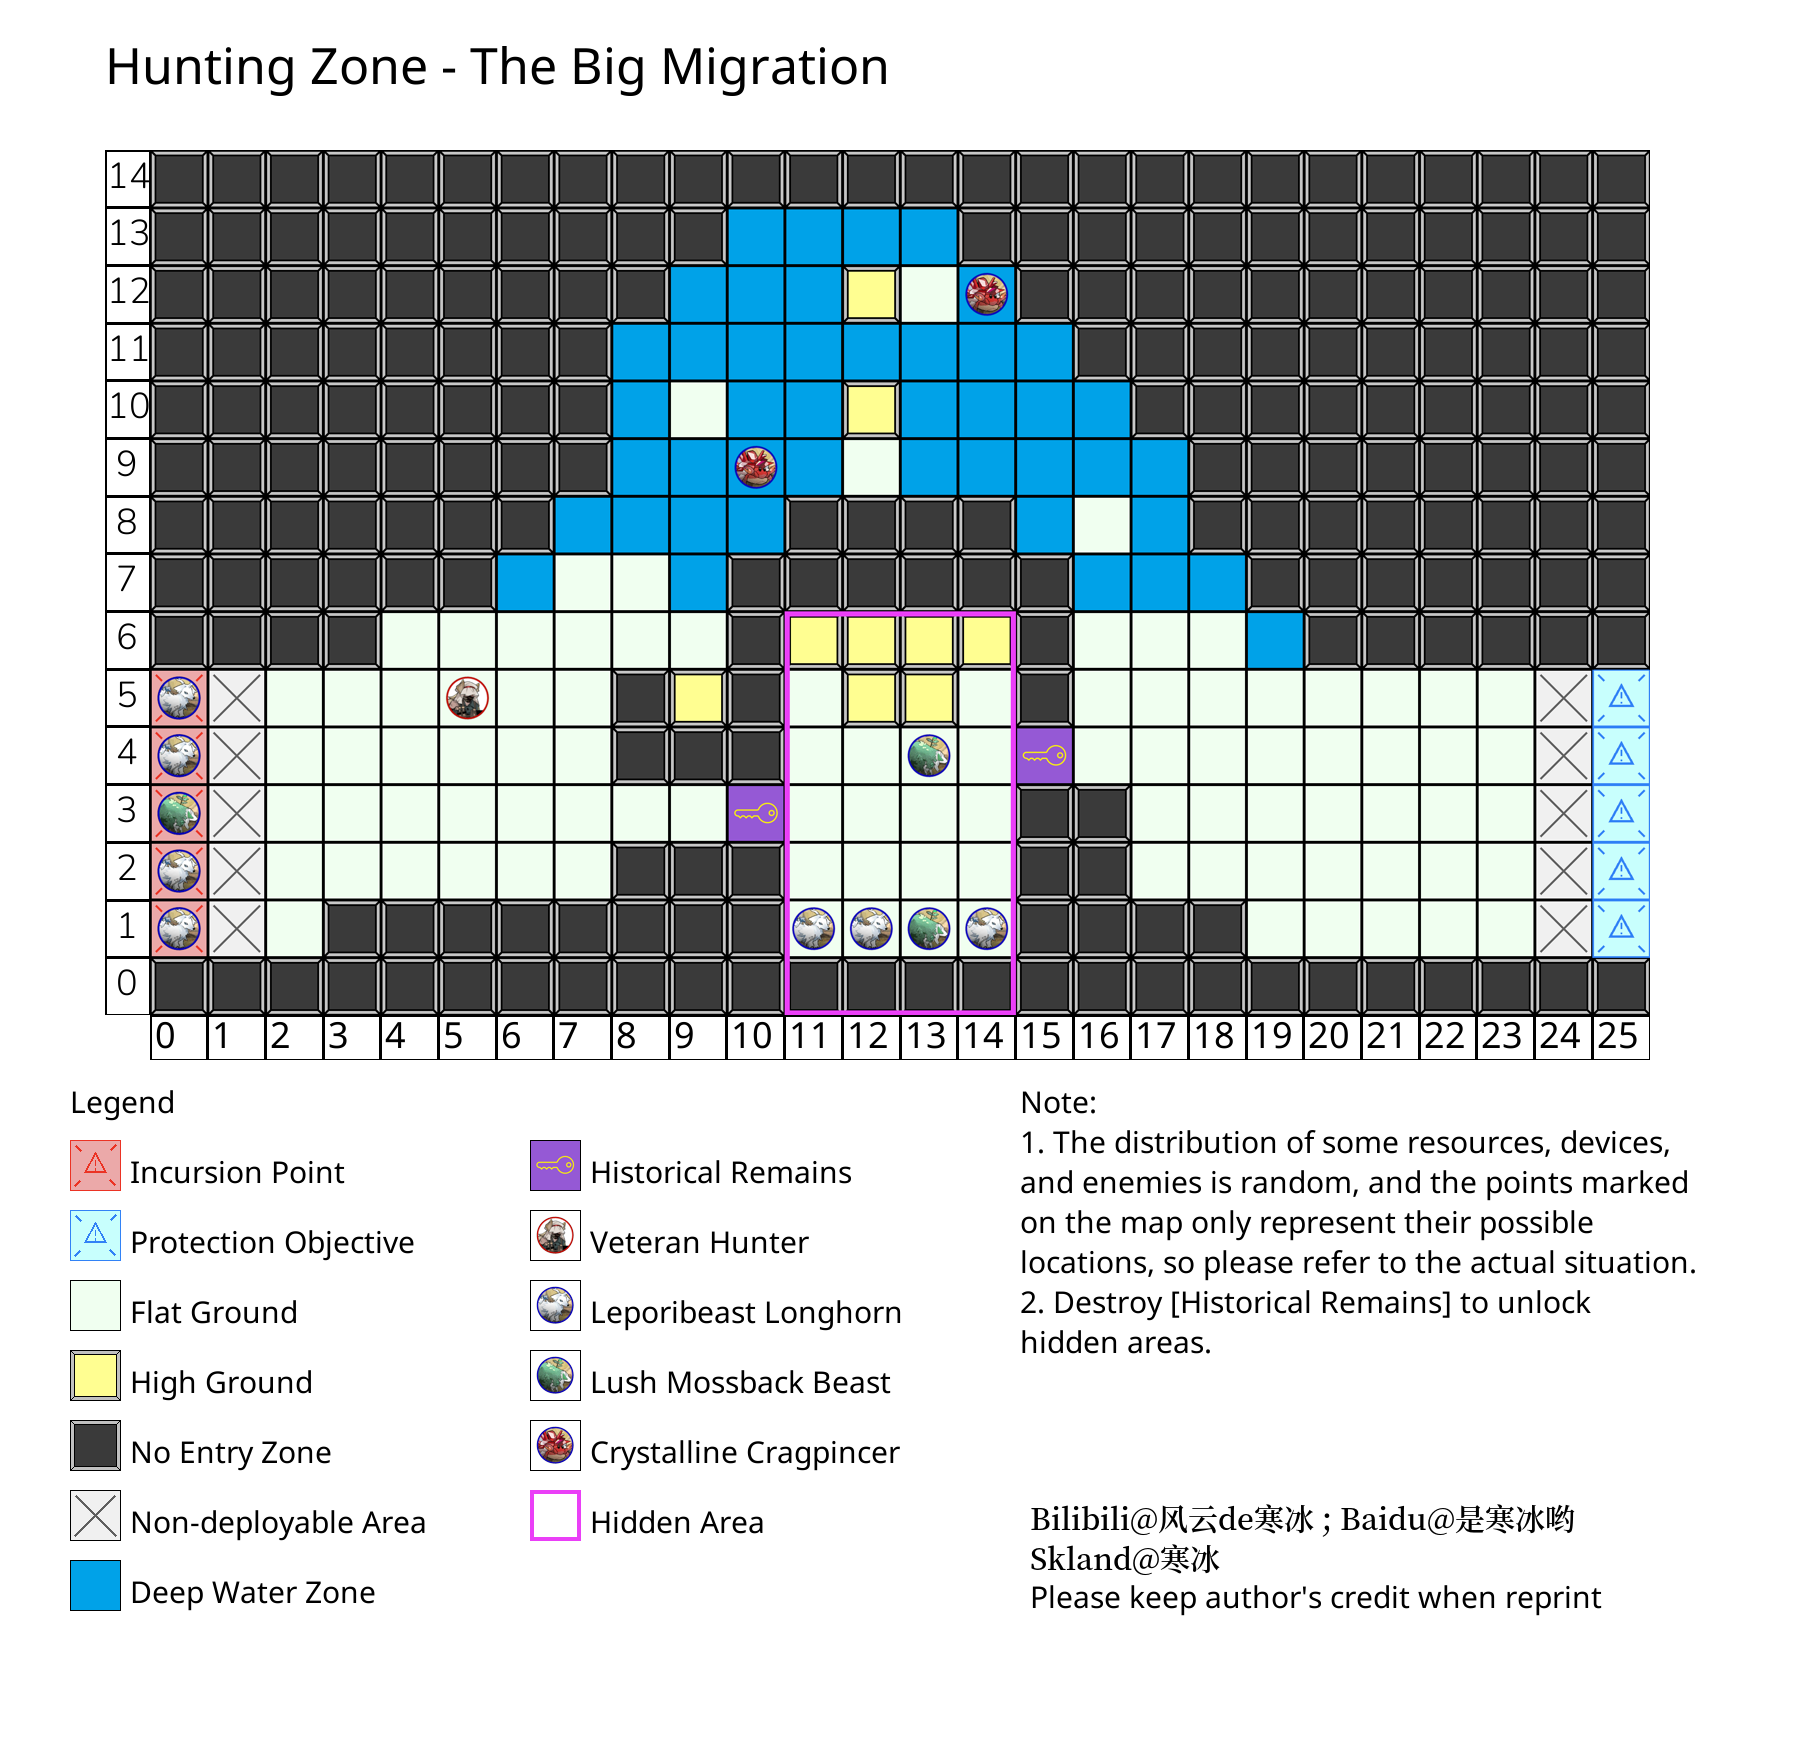 Hunting Zone - The Big Migration
14
13
12
11
10
9
8
7
6
5
4
3
2
1
0
0 1 2 3 4 5 6 7 8 9 10 11 12 13 14 15 16 17 18 19 20 21 22 23 24 25
Legend
Incursion Point
Protection Objective
Flat Ground
High Ground
No Entry Zone
Non-deployable Area
Deep Water Zone
Historical Remains
Veteran Hunter
Leporibeast Longhorn
Lush Mossback Beast
Crystalline Cragpincer
Hidden Area
Note:
1. The distribution of some resources, devices,
and enemies is random, and the points marked
on the map only represent their possible
locations, so please refer to the actual situation.
2. Destroy [Historical Remains] to unlock
hidden areas.
Bilibili@风云de寒冰 ; Baidu@是寒冰哟
Skland@寒冰
Please keep author's credit when reprint